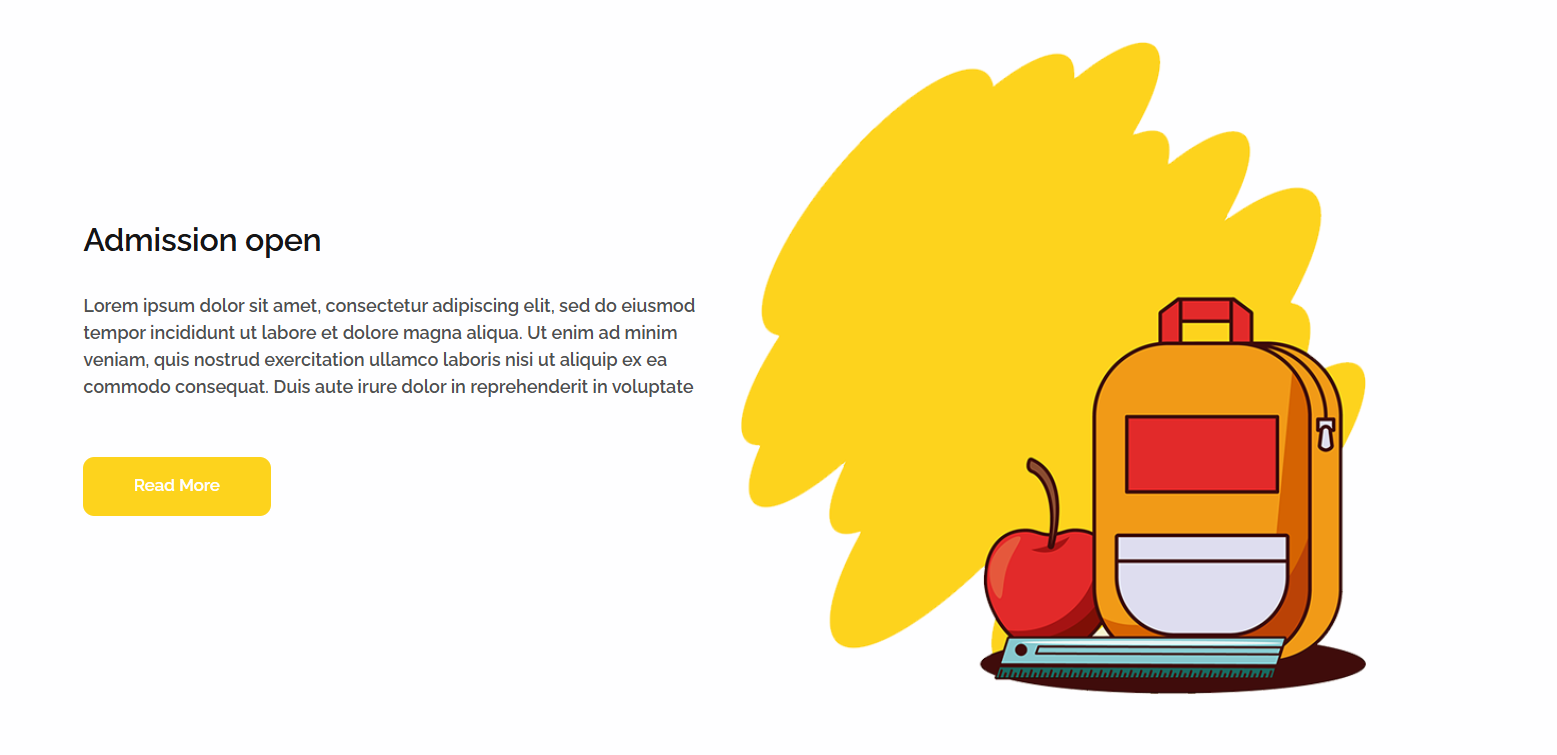 Admission open
Lorem ipsum dolor sit amet, consectetur adipiscing elit, sed do eiusmod
tempor incididunt ut labore et dolore magna aliqua. Ut enim ad minim
veniam, quis nostrud exercitation ullamco laboris nisi ut aliquip ex ea
commodo consequat. Duis aute irure dolor in reprehenderit in voluptate
Read More